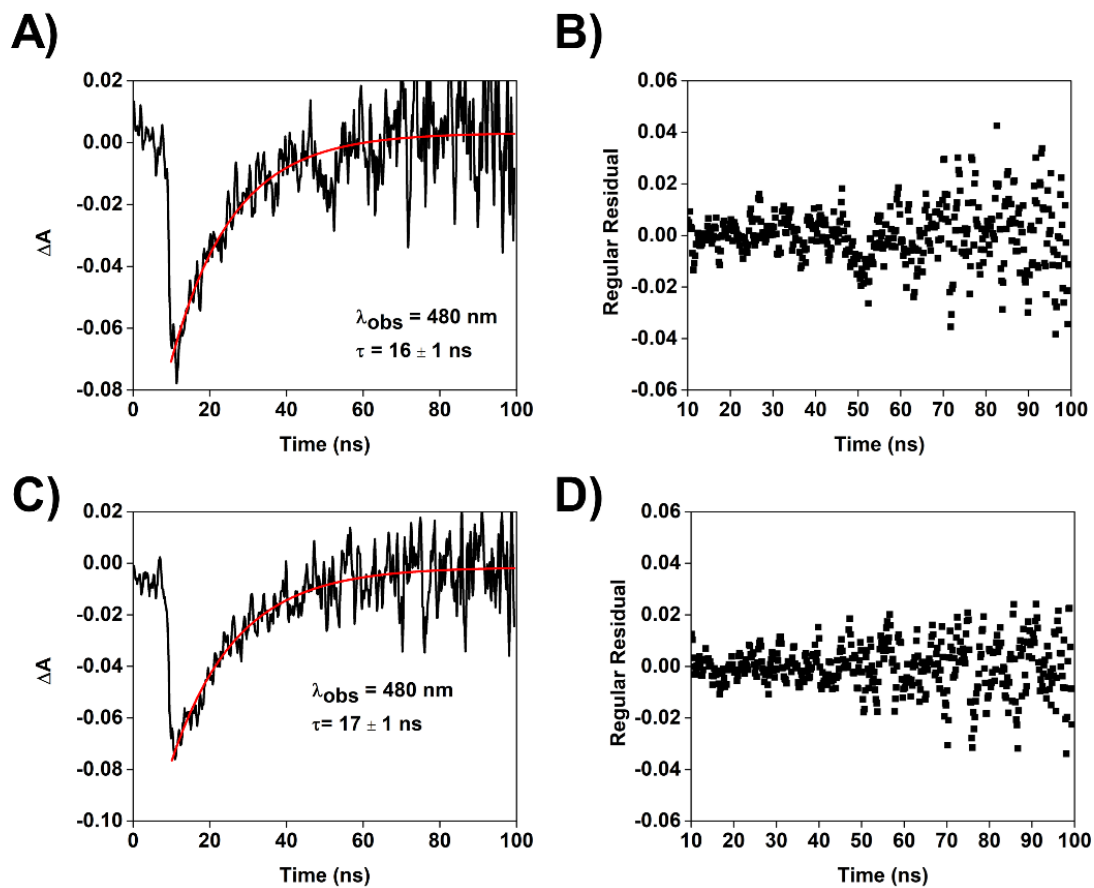 A)
0.02
0.00
-0.02
-0.04
-0.06
-0.08
ΔA
λobs = 480 nm
τ = 16 ± 1 ns
0 20 40 60 80 100
Time (ns)
B)
0.06
0.04
0.02
0.00
-0.02
-0.04
-0.06
Regular Residual
10 20 30 40 50 60 70 80 90 100
Time (ns)
C)
0.02
0.00
-0.02
-0.04
-0.06
-0.08
-0.10
ΔA
λobs = 480 nm
τ= 17 ± 1 ns
0 20 40 60 80 100
Time (ns)
D)
0.06
0.04
0.02
0.00
-0.02
-0.04
-0.06
Regular Residual
10 20 30 40 50 60 70 80 90 100
Time (ns)